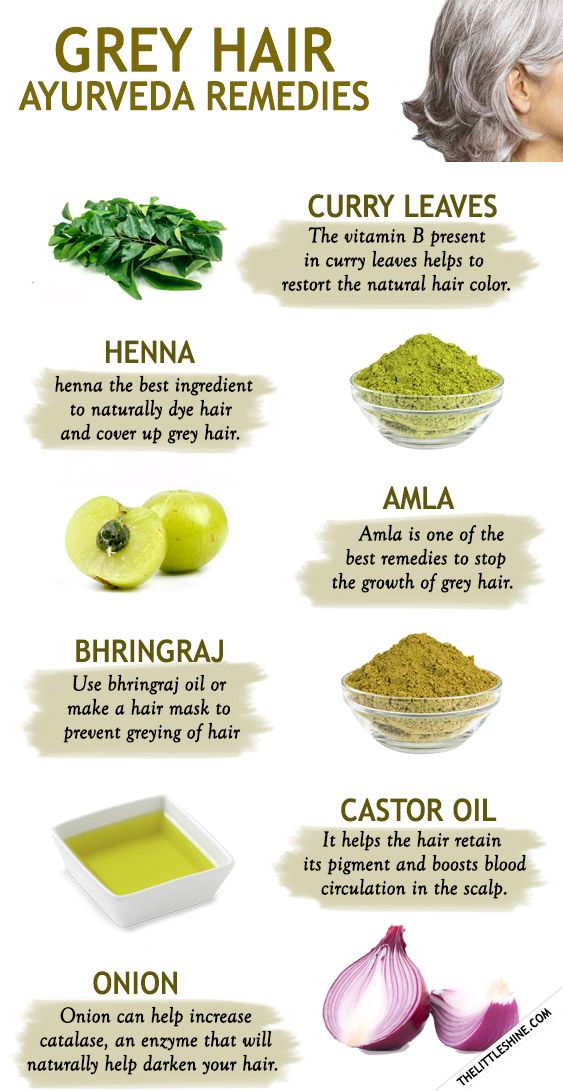 GREY HAIR
AYURVEDA REMEDIES
CURRY LEAVES
The vitamin B present
in curry leaves helps to
restort the natural hair color.
HENNA
henna the best ingredient
to naturally dye hair
and cover up grey hair.
AMLA
Amla is one of the
best remedies to stop
the growth of grey hair.
BHRINGRAJ
Use bhringraj oil or
make a hair mask to
prevent greying of hair
CASTOR OIL
It helps the hair retain
its pigment and boosts blood
circulation in the scalp.
ONION
Onion can help increase
catalase, an enzyme that will
naturally help darken your hair.
THELITTLESHINE.COM